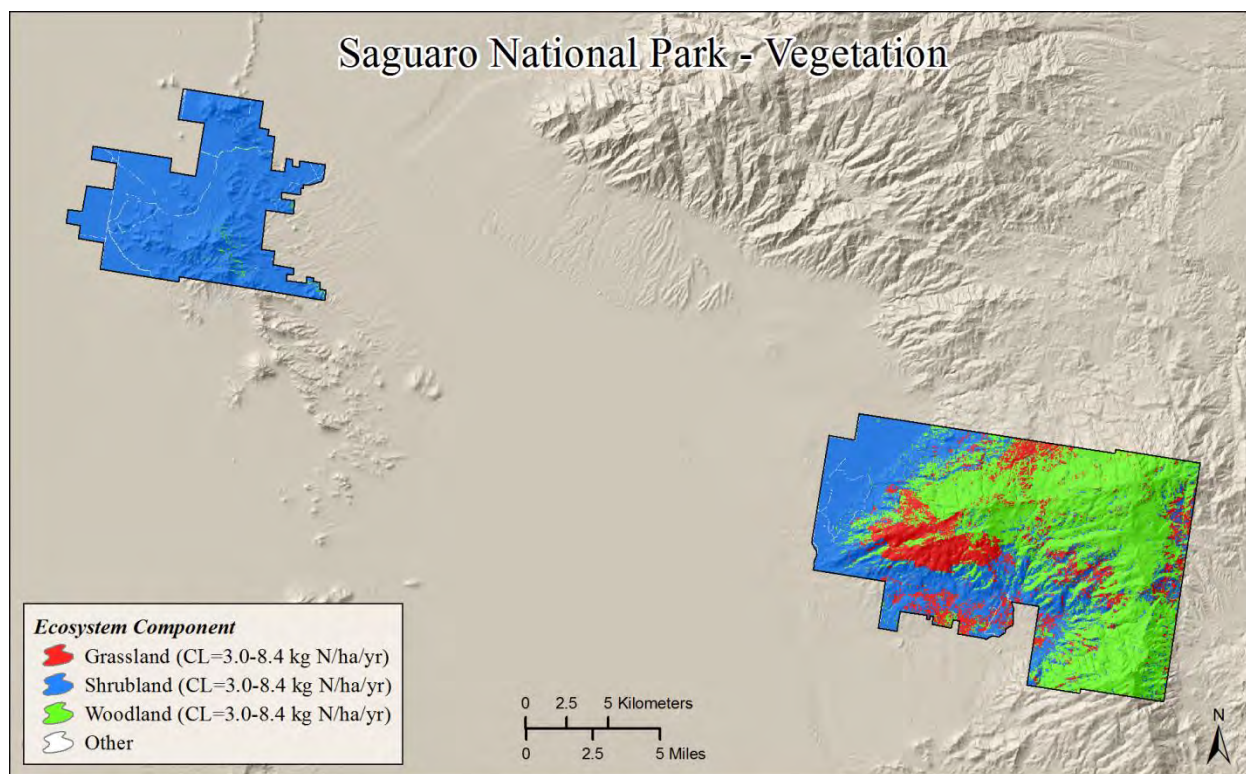 Saguaro National Park - Vegetation
Ecosystem Component
Grassland (CL=3.0-8.4 kg N/ha/yr)
Shrubland (CL=3.0-8.4 kg N/ha/yr)
Woodland (CL=3.0-8.4 kg N/ha/yr)
Other
0 2.5 5 Kilometers
0 2.5 5 Miles
N